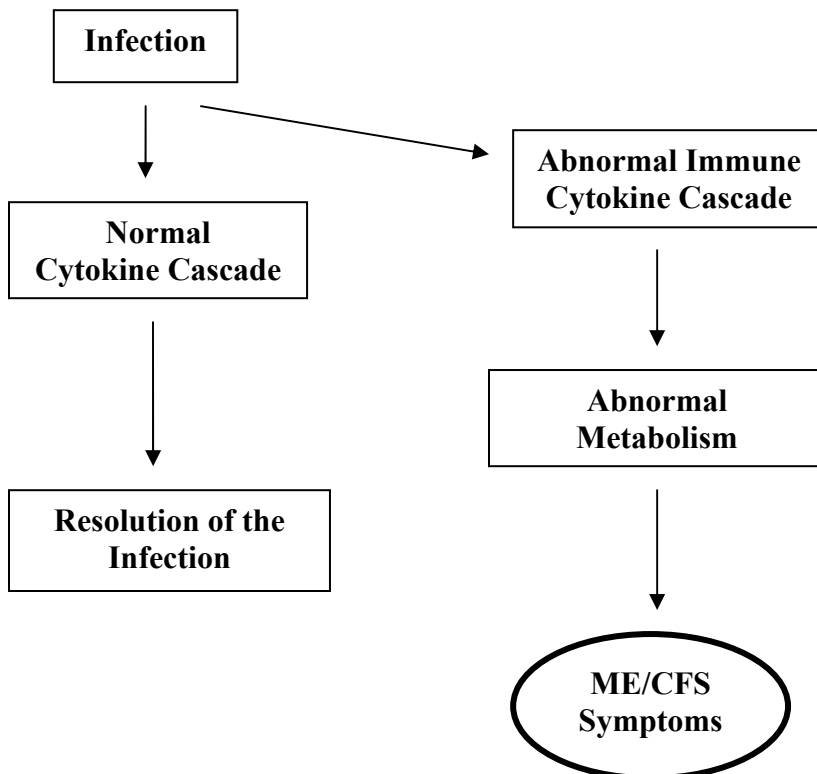 Infection
Abnormal Immune
Cytokine Cascade
Normal
Cytokine Cascade
Abnormal
Metabolism
Resolution of the
Infection
ME/CFS
Symptoms